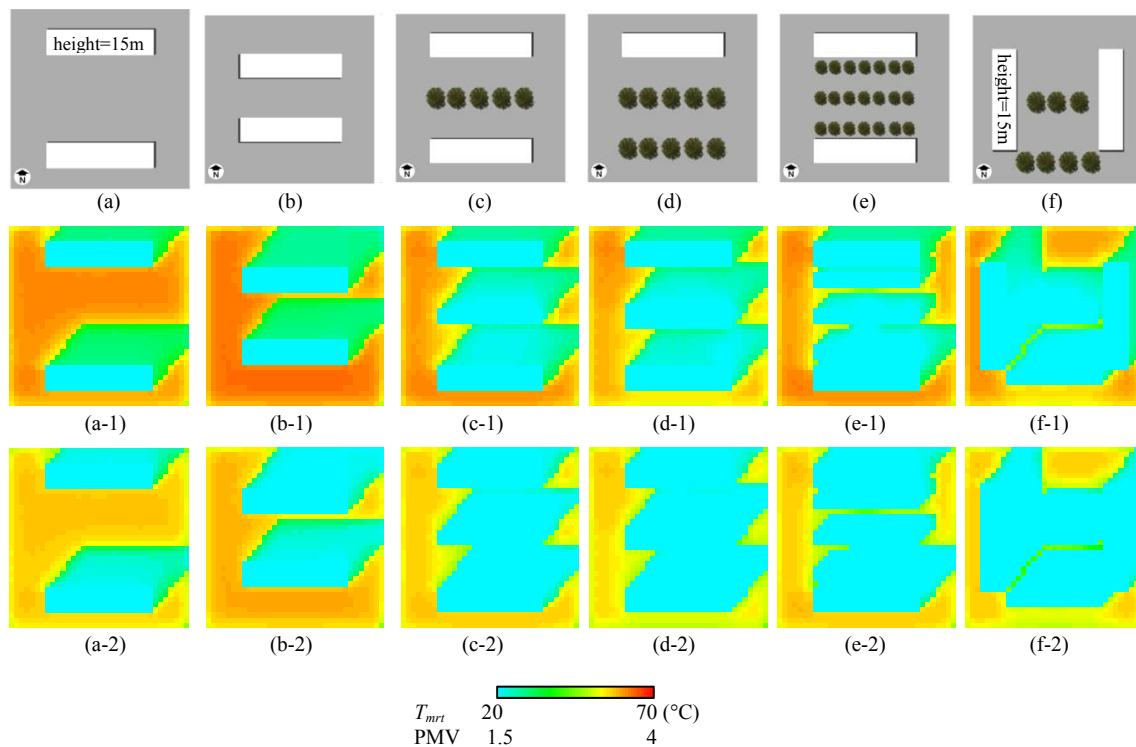 height=15m
height=15m
N
N
N
N
N
N
(a)
(b)
(c)
(d)
(e)
(f)
(a-1)
(b-1)
(c-1)
(d-1)
(e-1)
(f-1)
(a-2)
(b-2)
(c-2)
(d-2)
(e-2)
(f-2)
Tmrt 20 70 (°C)
PMV 1.5 4